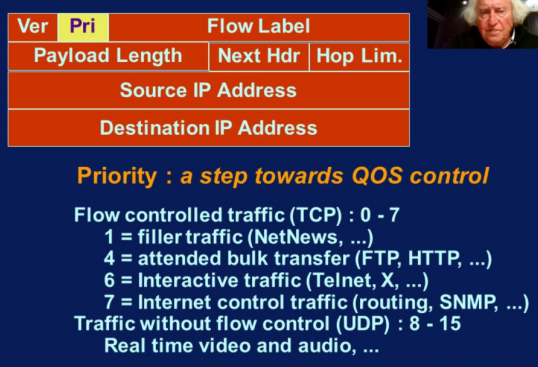 Ver Pri Flow Label
Payload Length Next Hdr Hop Lim.
Source IP Address
Destination IP Address
Priority : a step towards QOS control
Flow controlled traffic (TCP) : 0 - 7
1 = filler traffic (NetNews, ...)
4 = attended bulk transfer (FTP, HTTP, ...)
6 = Interactive traffic (Telnet, X, ...)
7 = Internet control traffic (routing, SNMP, ...)
Traffic without flow control (UDP) : 8 - 15
Real time video and audio, ...